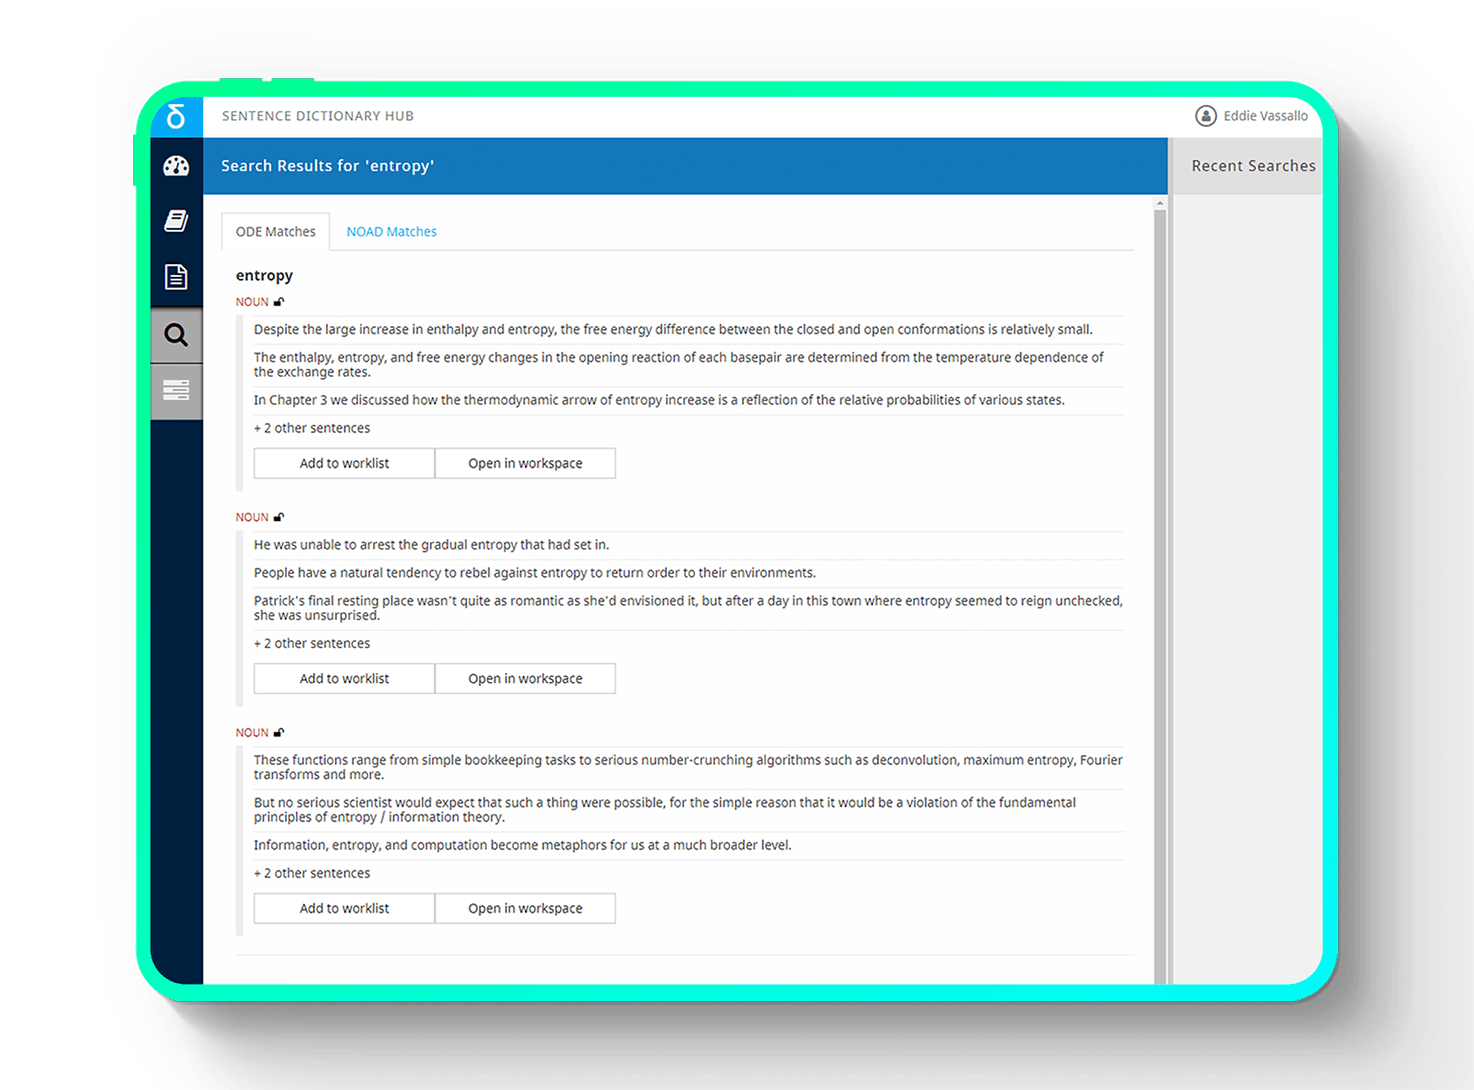 δ
SENTENCE DICTIONARY HUB
Eddie Vassallo
Search Results for 'entropy'
Recent Searches
ODE Matches
NOAD Matches
entropy
NOUN
Despite the large increase in enthalpy and entropy, the free energy difference between the closed and open conformations is relatively small.
The enthalpy, entropy, and free energy changes in the opening reaction of each basepair are determined from the temperature dependence of
the exchange rates.
In Chapter 3 we discussed how the thermodynamic arrow of entropy increase is a reflection of the relative probabilities of various states.
+ 2 other sentences
Add to worklist
Open in workspace
NOUN
He was unable to arrest the gradual entropy that had set in.
People have a natural tendency to rebel against entropy to return order to their environments.
Patrick's final resting place wasn't quite as romantic as she'd envisioned it, but after a day in this town where entropy seemed to reign unchecked,
she was unsurprised.
+ 2 other sentences
Add to worklist
Open in workspace
NOUN
These functions range from simple bookkeeping tasks to serious number-crunching algorithms such as deconvolution, maximum entropy, Fourier
transforms and more.
But no serious scientist would expect that such a thing were possible, for the simple reason that it would be a violation of the fundamental
principles of entropy / information theory.
Information, entropy, and computation become metaphors for us at a much broader level.
+ 2 other sentences
Add to worklist
Open in workspace